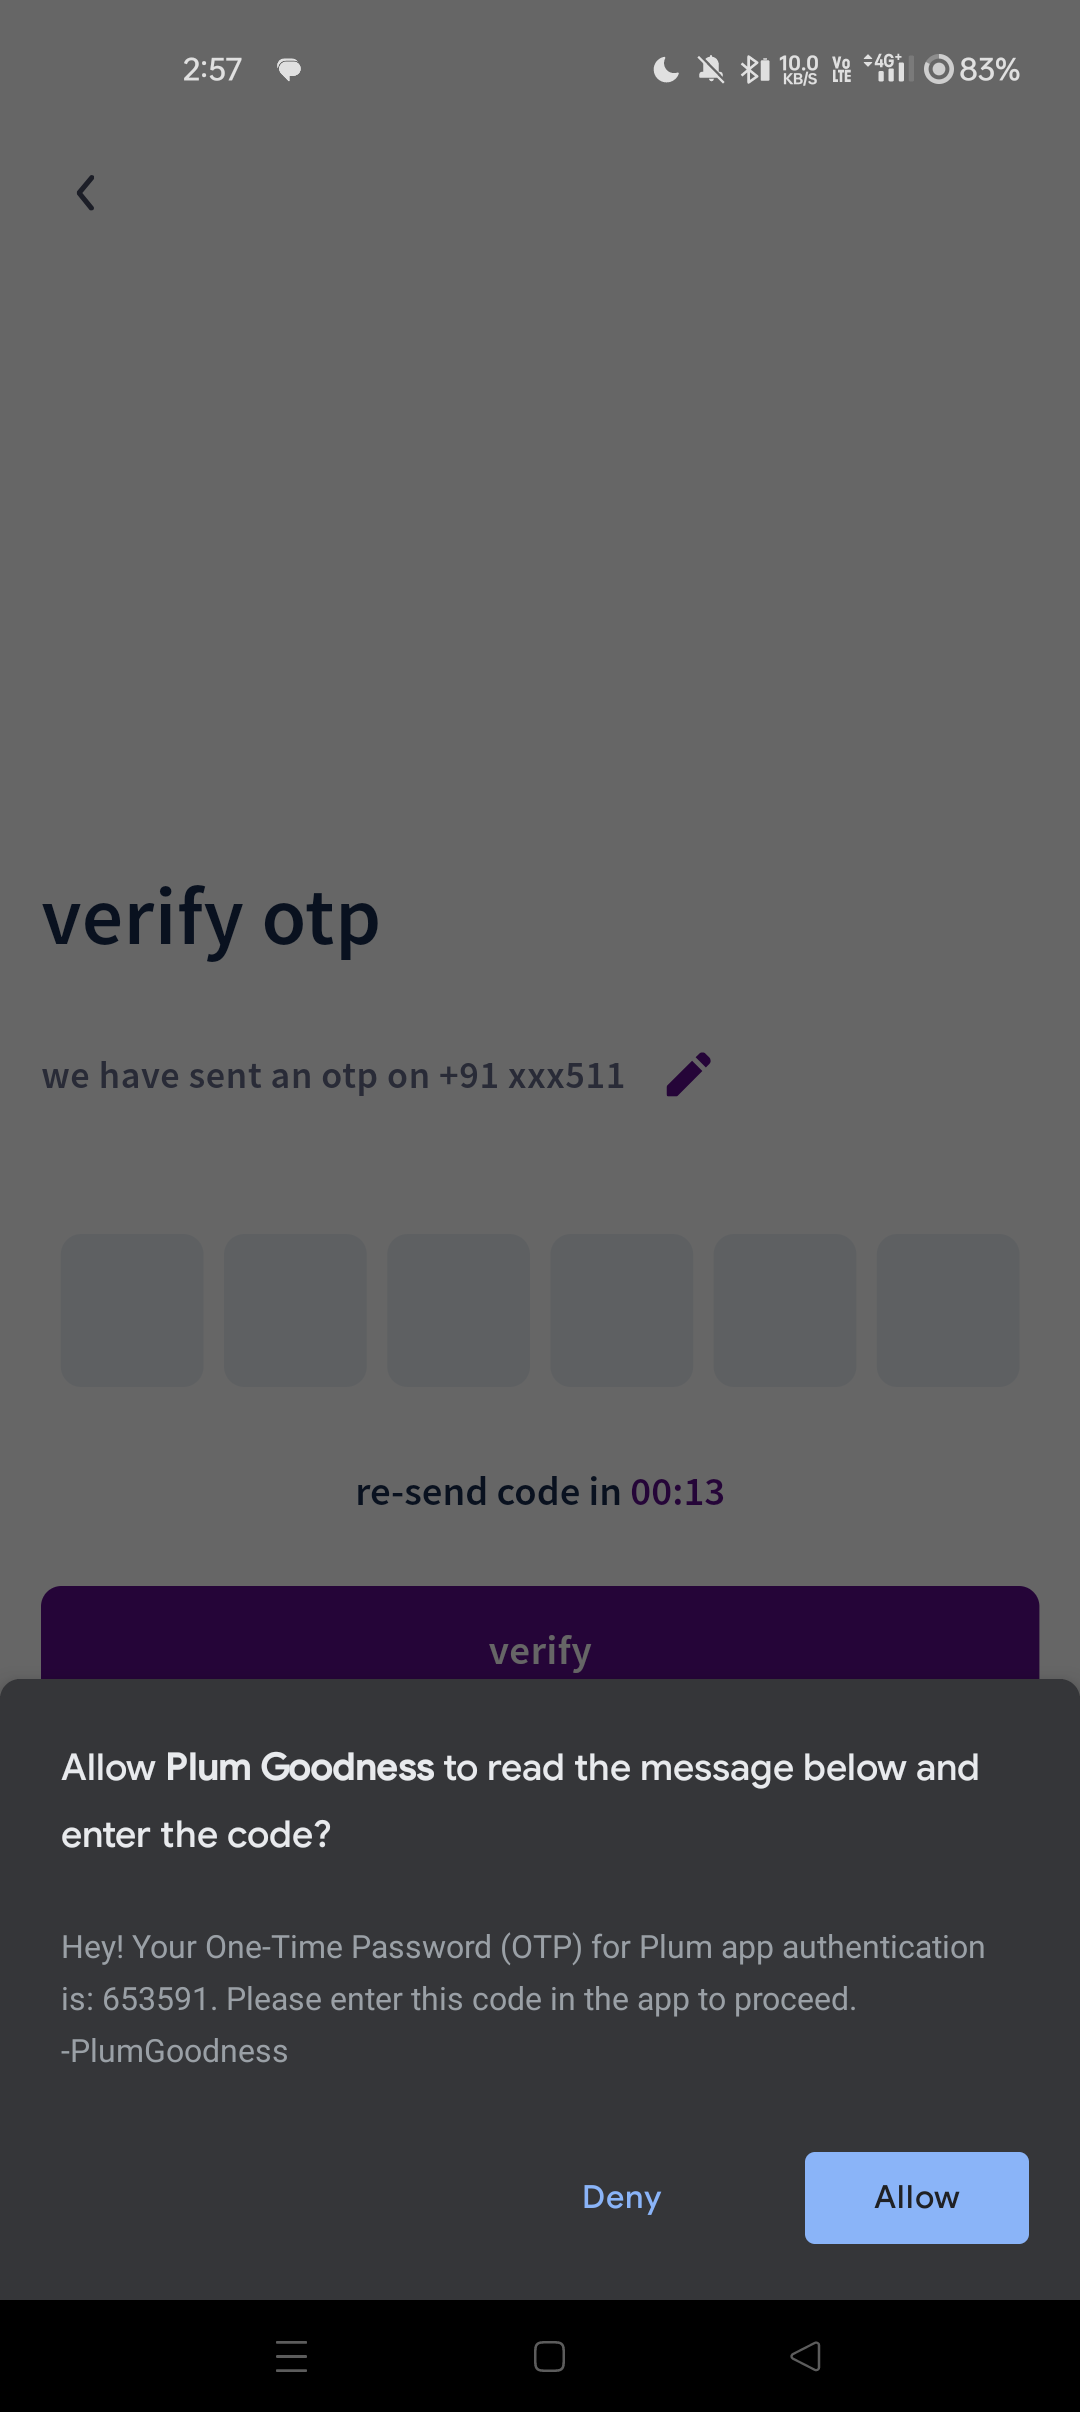 2:57
10.0 KB/S
Vo LTE
4G+
83%
verify otp
we have sent an otp on +91 xxx511
re-send code in 00:13
verify
Allow Plum Goodness to read the message below and
enter the code?
Hey! Your One-Time Password (OTP) for Plum app authentication
is: 653591. Please enter this code in the app to proceed.
-PlumGoodness
Deny
Allow